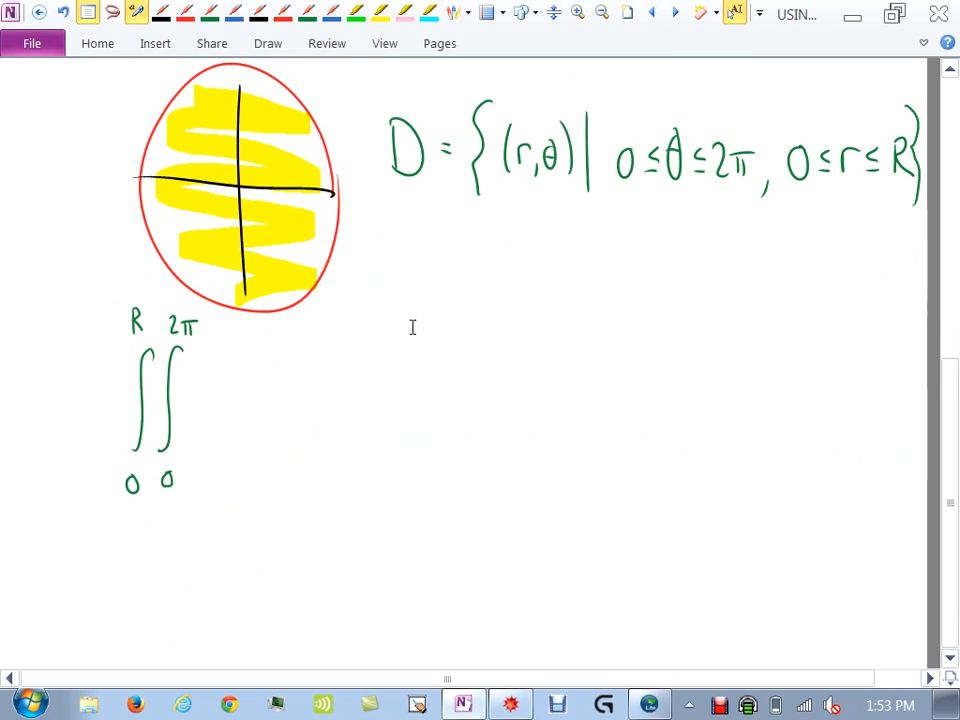 USIN...
File Home Insert Share Draw Review View Pages
D = {(r,θ) | 0 ≤ θ ≤ 2π, 0 ≤ r ≤ R}
R 2π
∫ ∫
0 0
1:53 PM